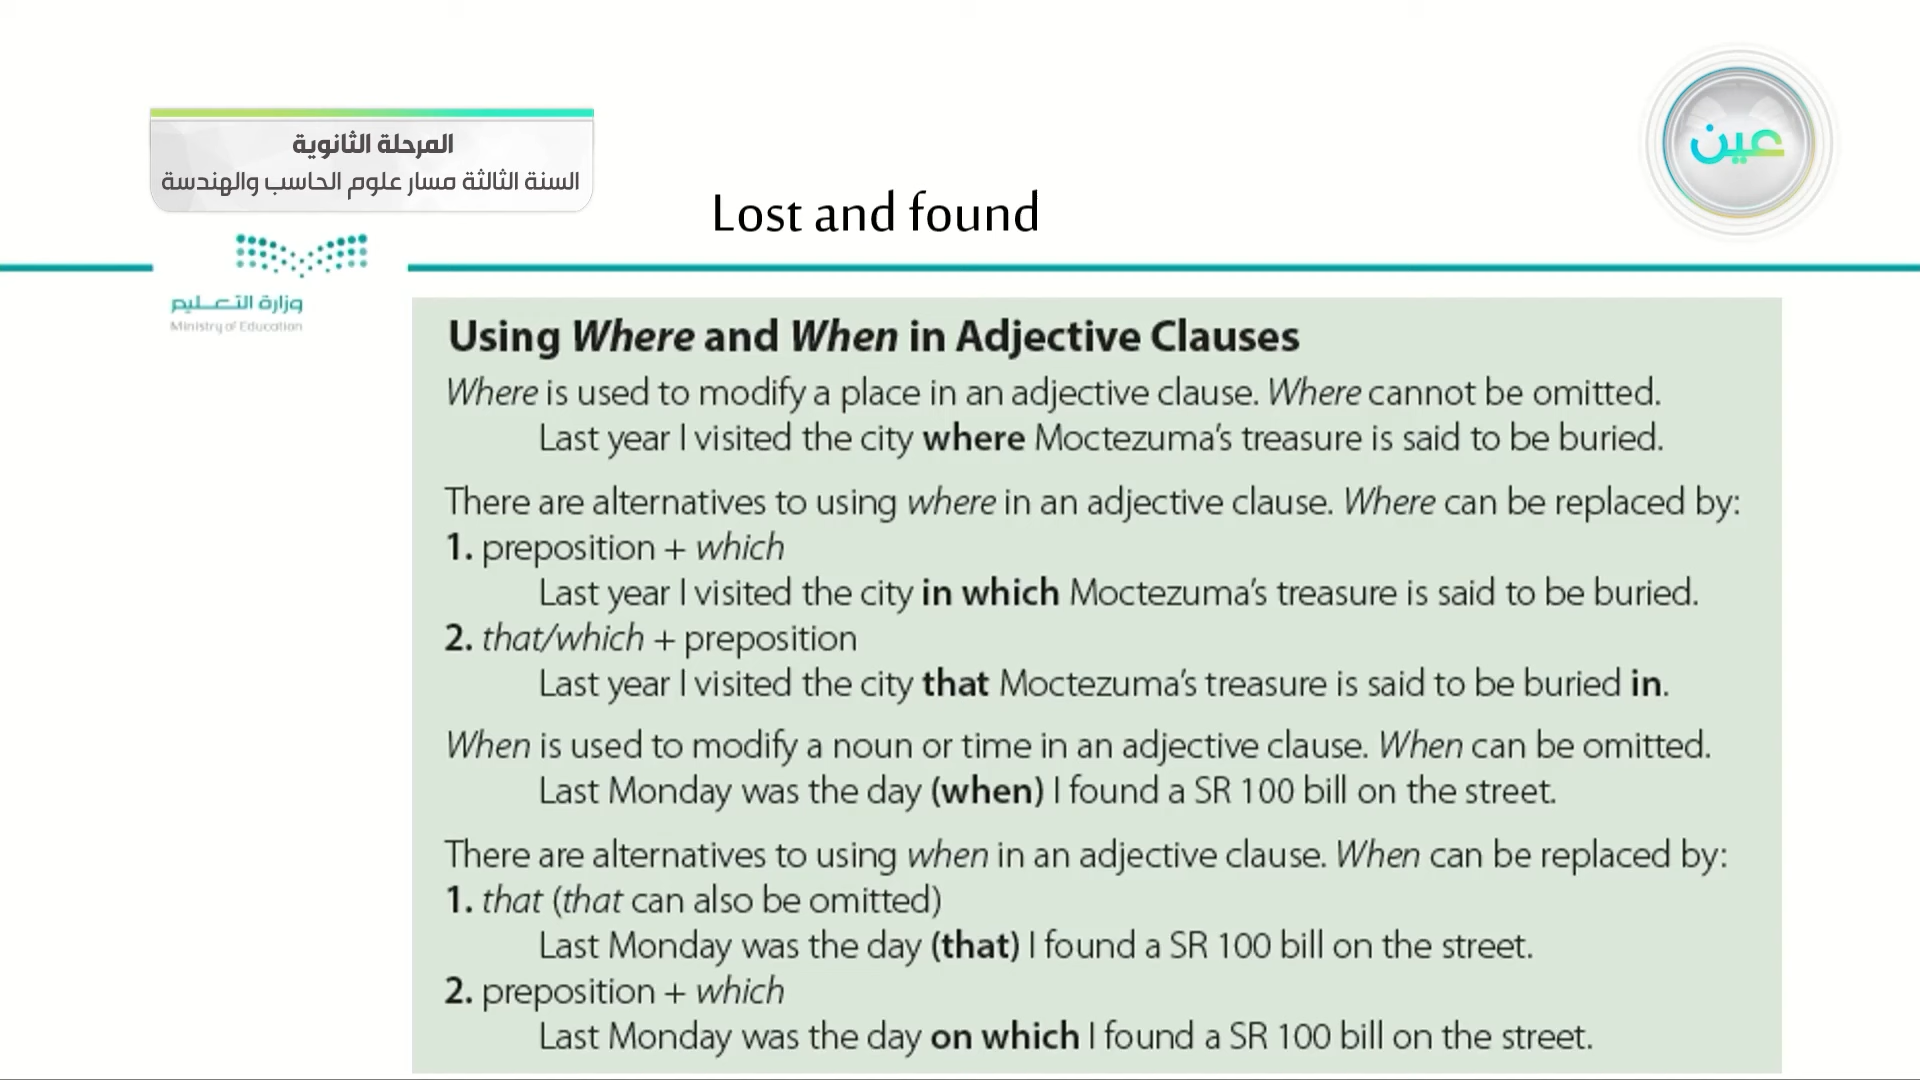 المرحلة الثانوية
السنة الثالثة مسار علوم الحاسب والهندسة
عين
Lost and found
وزارة التعليم
Ministry of Education
Using Where and When in Adjective Clauses
Where is used to modify a place in an adjective clause. Where cannot be omitted.
Last year I visited the city where Moctezuma's treasure is said to be buried.
There are alternatives to using where in an adjective clause. Where can be replaced by:
1. preposition + which
Last year I visited the city in which Moctezuma's treasure is said to be buried.
2. that/which + preposition
Last year I visited the city that Moctezuma's treasure is said to be buried in.
When is used to modify a noun or time in an adjective clause. When can be omitted.
Last Monday was the day (when) I found a SR 100 bill on the street.
There are alternatives to using when in an adjective clause. When can be replaced by:
1. that (that can also be omitted)
Last Monday was the day (that) I found a SR 100 bill on the street.
2. preposition + which
Last Monday was the day on which I found a SR 100 bill on the street.